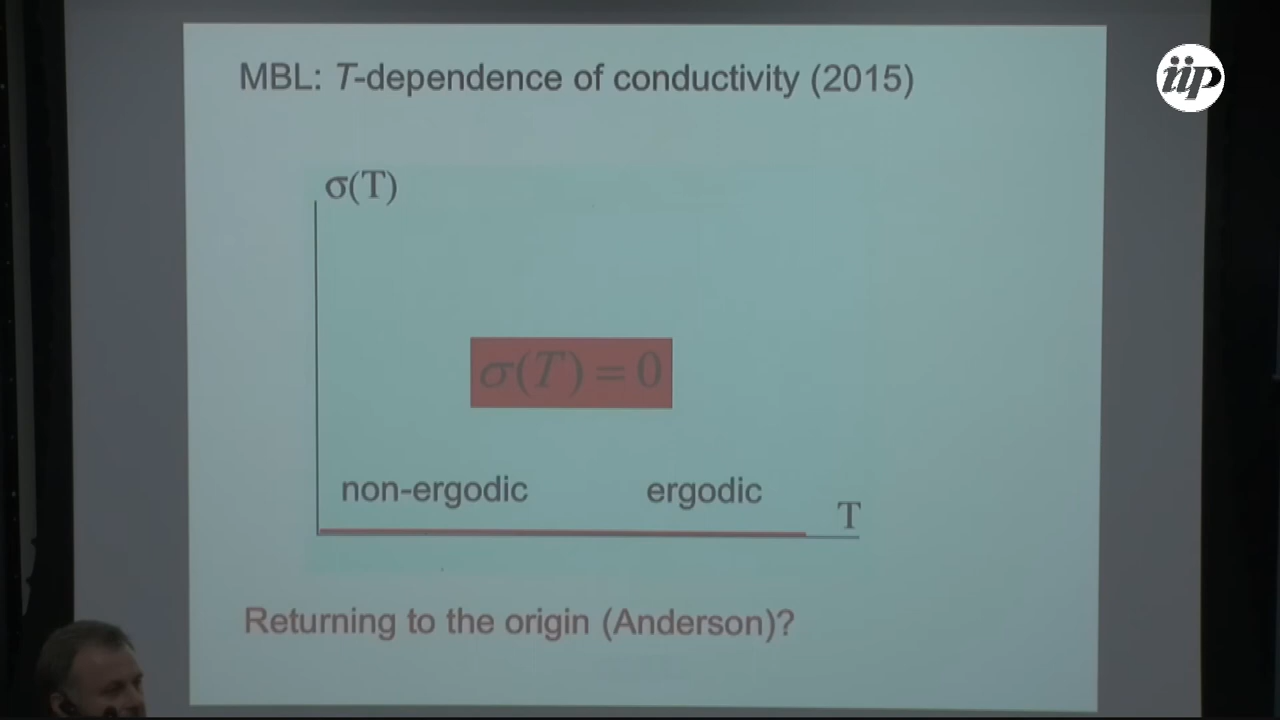 MBL: T-dependence of conductivity (2015)
iip
σ(T)
σ(T) = 0
non-ergodic
ergodic
T
Returning to the origin (Anderson)?